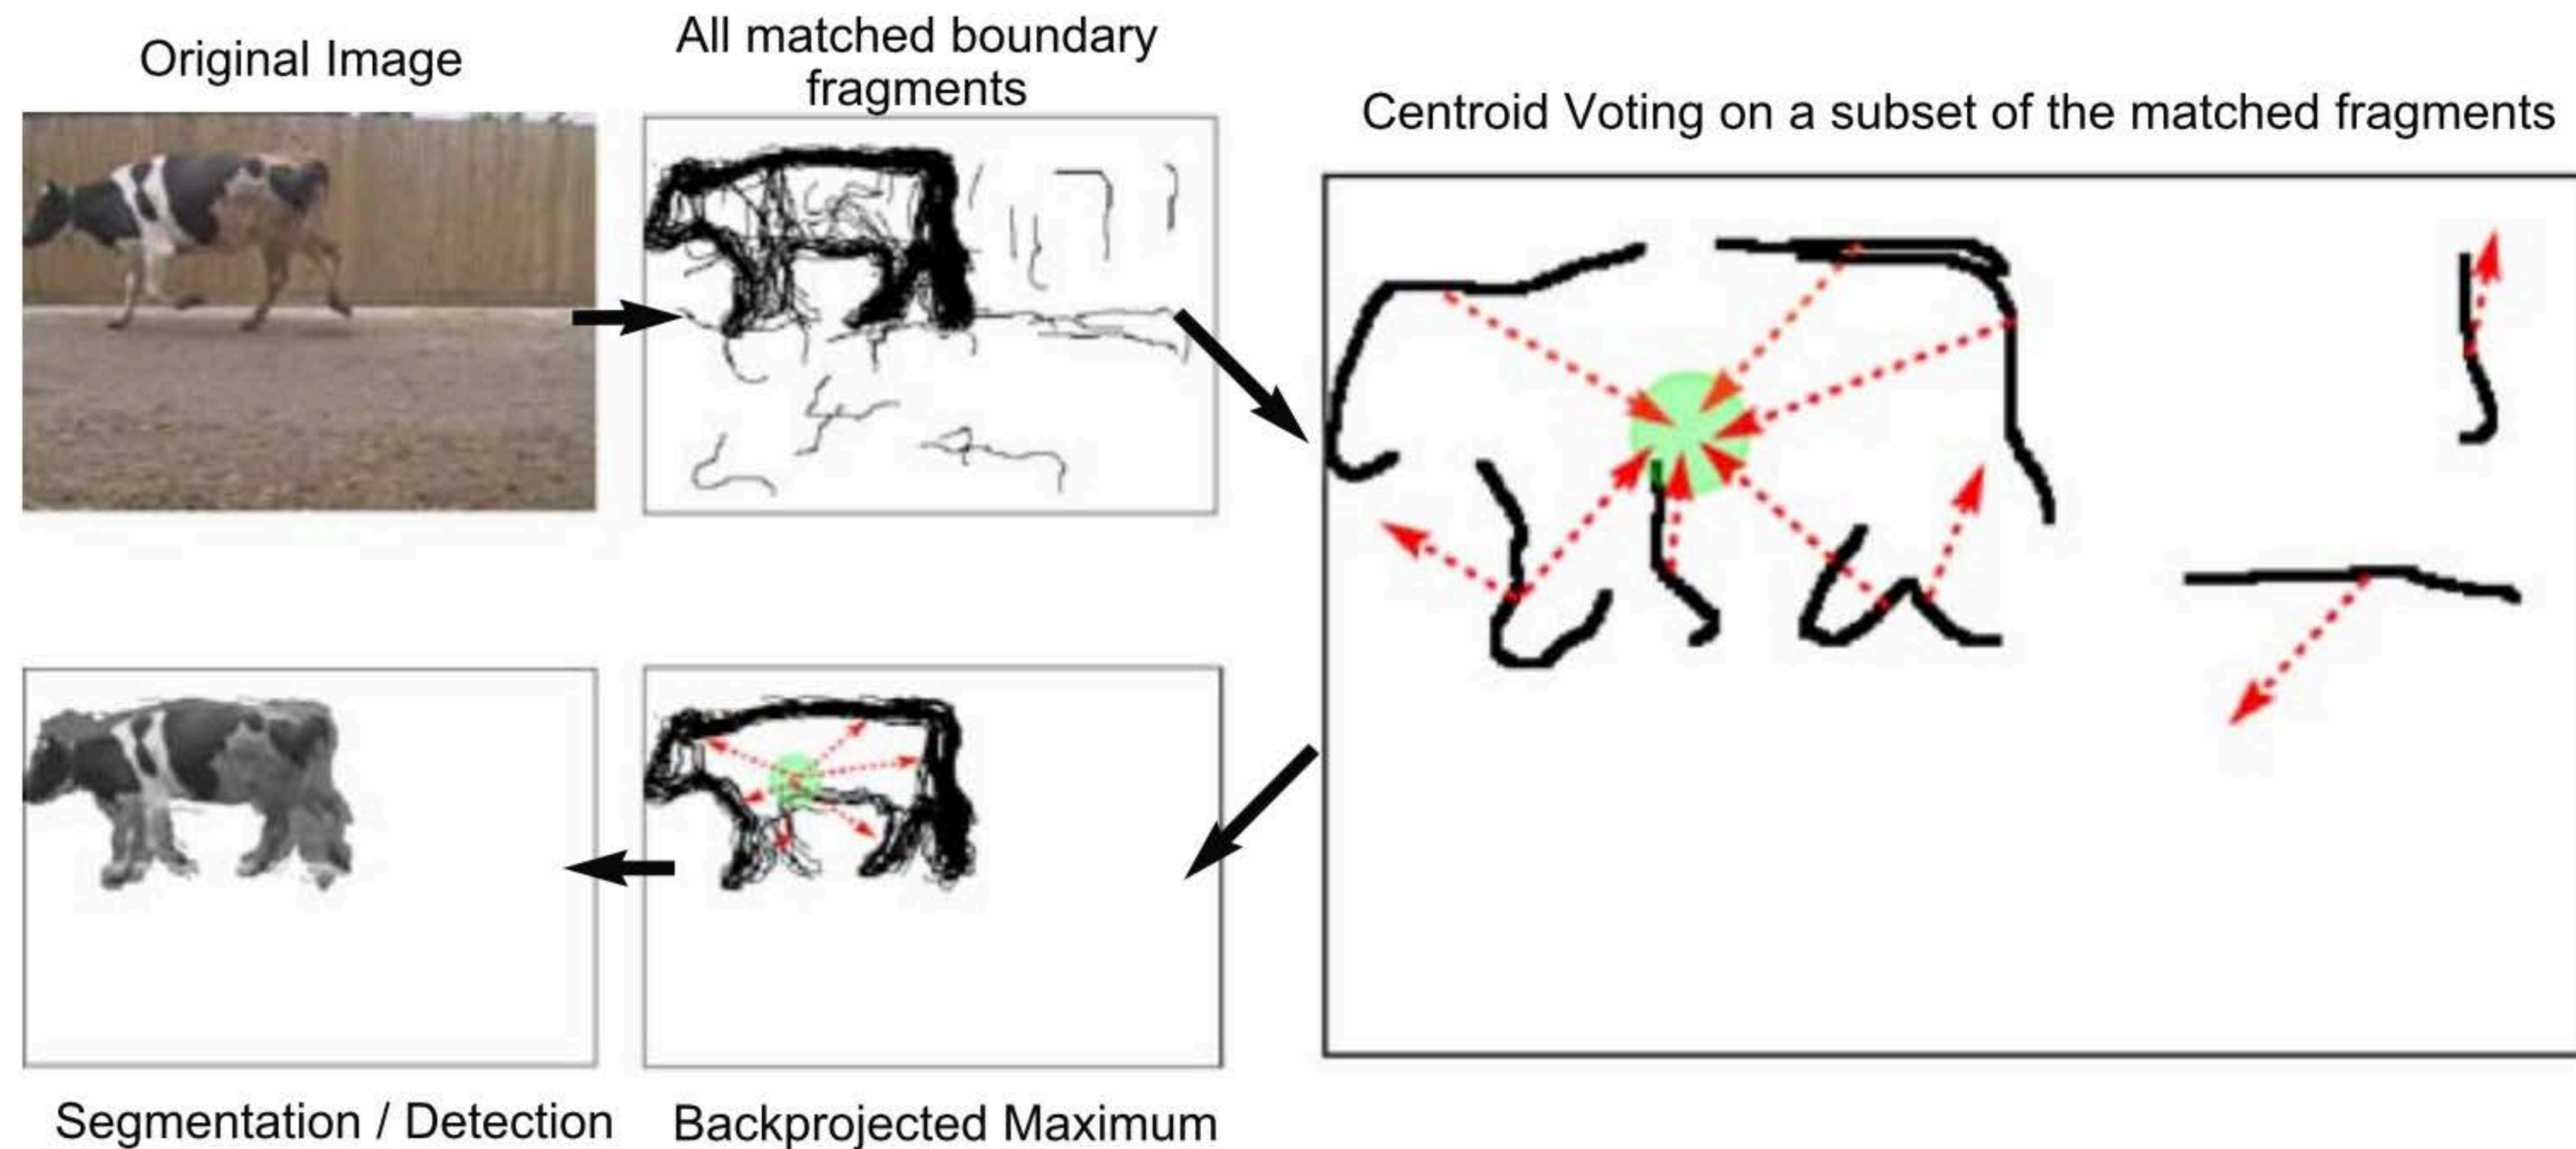 Original Image
All matched boundary
fragments
Centroid Voting on a subset of the matched fragments
Segmentation / Detection
Backprojected Maximum